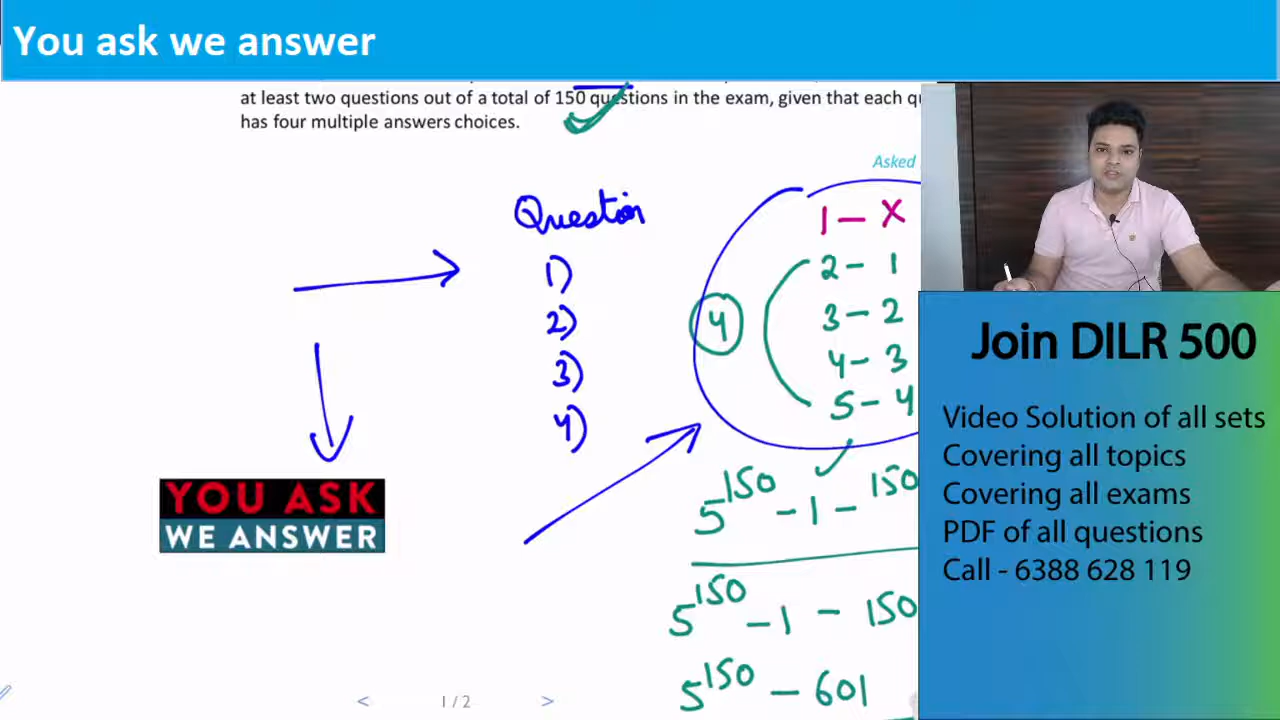 You ask we answer
at least two questions out of a total of 150 questions in the exam, given that each
has four multiple answers choices.
Asked
Question
1)
2)
3)
4)
1 – X
2 – 1
3 – 2
4 – 3
5 – 4
4
5^150 – 1 – 150
5^150 – 1 – 150
5^150 – 601
YOU ASK
WE ANSWER
< 1 / 2 >
Join DILR 500
Video Solution of all sets
Covering all topics
Covering all exams
PDF of all questions
Call - 6388 628 119